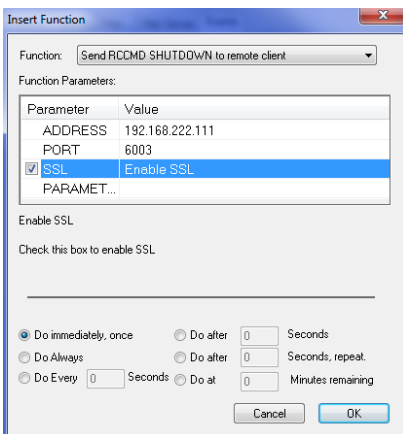 Insert Function
Function: Send RCCMD SHUTDOWN to remote client
Function Parameters:
Parameter Value
ADDRESS 192.168.222.111
PORT 6003
SSL Enable SSL
PARAMET...
Enable SSL
Check this box to enable SSL
Do immediately, once Do after 0 Seconds
Do Always Do after 0 Seconds, repeat.
Do Every 0 Seconds Do at 0 Minutes remaining
Cancel OK